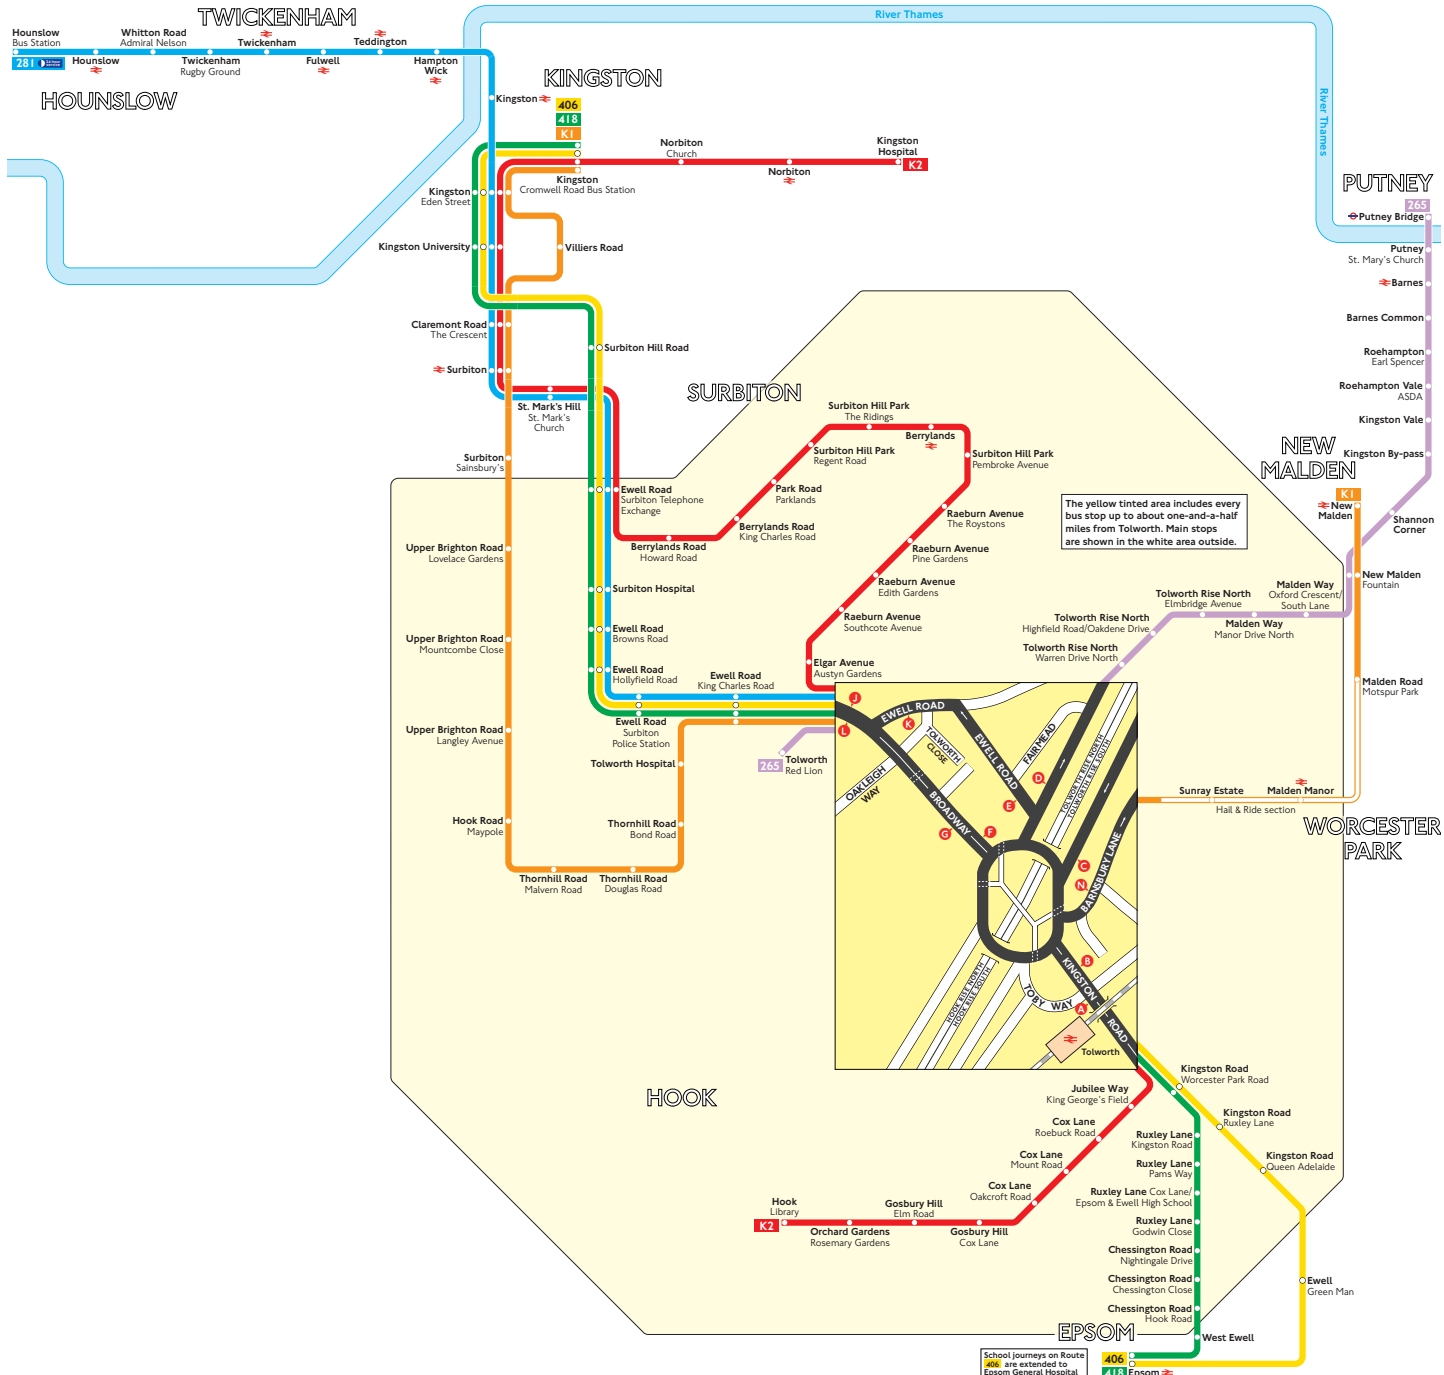 TWICKENHAM
River Thames
Hounslow
Bus Station
281
Hounslow
Whitton Road
Admiral Nelson
Twickenham
Rugby Ground
Twickenham
Fulwell
Teddington
Hampton
Wick
HOUNSLOW
KINGSTON
Kingston
406
418
K1
Kingston
Cromwell Road Bus Station
Norbiton
Church
Norbiton
Kingston
Hospital
K2
River Thames
PUTNEY
265
Putney Bridge
Putney
St. Mary's Church
Barnes
Barnes Common
Roehampton
Earl Spencer
Roehampton Vale
ASDA
Kingston Vale
Kingston By-pass
Shannon
Corner
Kingston
Eden Street
Kingston University
Villiers Road
Claremont Road
The Crescent
Surbiton Hill Road
Surbiton
St. Mark's Hill
St. Mark's
Church
SURBITON
Surbiton
Sainsbury's
Ewell Road
Surbiton Telephone
Exchange
Berrylands Road
Howard Road
Berrylands Road
King Charles Road
Park Road
Parklands
Surbiton Hill Park
Regent Road
Surbiton Hill Park
The Ridings
Berrylands
Surbiton Hill Park
Pembroke Avenue
Raeburn Avenue
The Roystons
Raeburn Avenue
Pine Gardens
Raeburn Avenue
Edith Gardens
Raeburn Avenue
Southcote Avenue
Elgar Avenue
Austyn Gardens
The yellow tinted area includes every
bus stop up to about one-and-a-half
miles from Tolworth. Main stops
are shown in the white area outside.
NEW
MALDEN
K1
New
Malden
New Malden
Fountain
Malden Way
Oxford Crescent/
South Lane
Malden Way
Manor Drive North
Tolworth Rise North
Elmbridge Avenue
Tolworth Rise North
Highfield Road/Oakdene Drive
Tolworth Rise North
Warren Drive North
Malden Road
Motspur Park
Sunray Estate
Malden Manor
Hail & Ride section
WORCESTER
PARK
Upper Brighton Road
Lovelace Gardens
Upper Brighton Road
Mountcombe Close
Upper Brighton Road
Langley Avenue
Hook Road
Maypole
Thornhill Road
Malvern Road
Thornhill Road
Douglas Road
Thornhill Road
Bond Road
Tolworth Hospital
Surbiton Hospital
Ewell Road
Browns Road
Ewell Road
Hollyfield Road
Ewell Road
Surbiton
Police Station
Ewell Road
King Charles Road
265
Tolworth
Red Lion
J
L
K
EWELL ROAD
TOLWORTH
CLOSE
EWELL ROAD
FAIRMEAD
OAKLEIGH
WAY
BROADWAY
TOLWORTH RISE NORTH
TOLWORTH RISE SOUTH
D
E
F
G
C
N
BARNSBURY LANE
B
KINGSTON ROAD
A
TOBY WAY
HOOK RISE NORTH
HOOK RISE SOUTH
Tolworth
HOOK
Jubilee Way
King George's Field
Cox Lane
Roebuck Road
Cox Lane
Mount Road
Cox Lane
Oakcroft Road
Gosbury Hill
Cox Lane
Gosbury Hill
Elm Road
Orchard Gardens
Rosemary Gardens
Hook
Library
K2
Kingston Road
Worcester Park Road
Kingston Road
Ruxley Lane
Kingston Road
Queen Adelaide
Ruxley Lane
Kingston Road
Ruxley Lane
Pams Way
Ruxley Lane Cox Lane/
Epsom & Ewell High School
Ruxley Lane
Godwin Close
Chessington Road
Nightingale Drive
Chessington Road
Chessington Close
Chessington Road
Hook Road
West Ewell
Ewell
Green Man
EPSOM
School journeys on Route
406 are extended to
Epsom General Hospital
406
418
Epsom